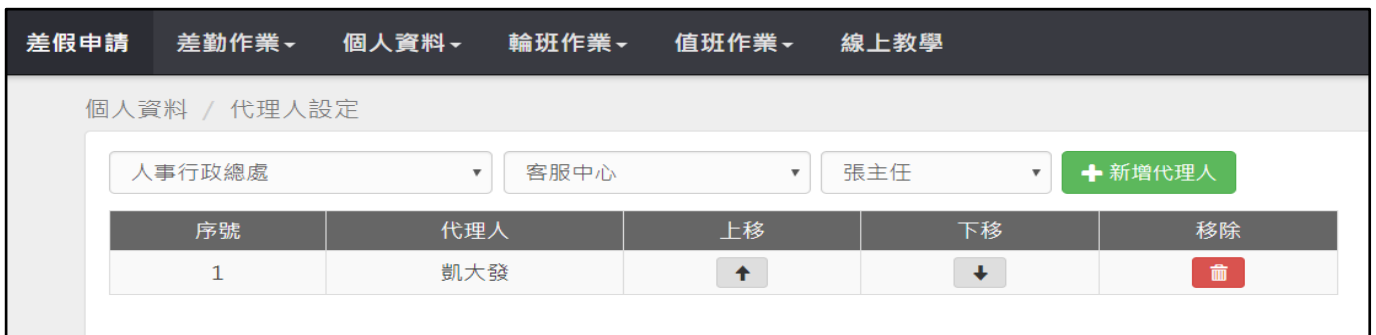 差假申請 差勤作業 個人資料 輪班作業 值班作業 線上教學
個人資料 / 代理人設定
人事行政總處 客服中心 張主任 新增代理人
序號 代理人 上移 下移 移除
1 凱大發